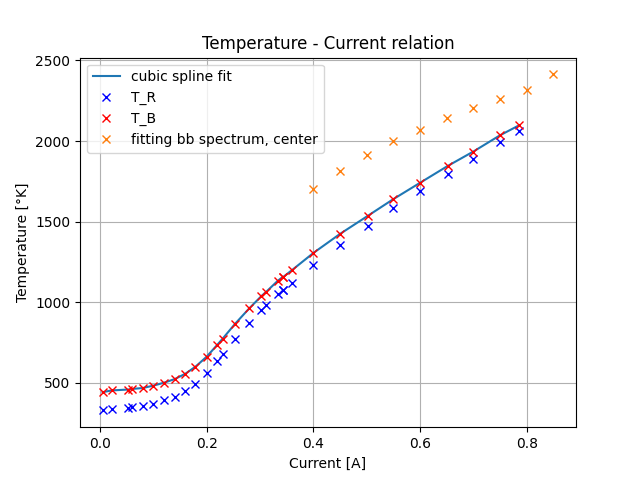 Temperature - Current relation
cubic spline fit
T_R
T_B
fitting bb spectrum, center
Temperature [°K]
2500
2000
1500
1000
500
0.0 0.2 0.4 0.6 0.8
Current [A]